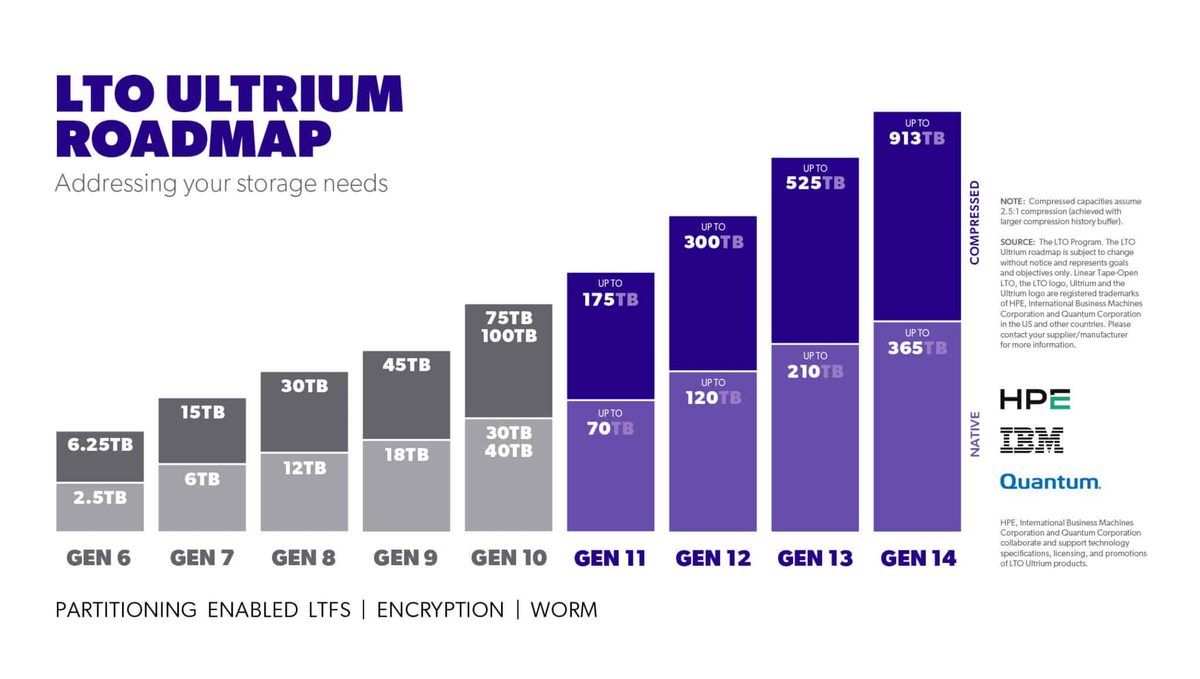 LTO ULTRIUM
ROADMAP
Addressing your storage needs
6.25TB
2.5TB
GEN 6
15TB
6TB
GEN 7
30TB
12TB
GEN 8
45TB
18TB
GEN 9
75TB
100TB
30TB
40TB
GEN 10
UP TO
175TB
UP TO
70TB
GEN 11
UP TO
300TB
UP TO
120TB
GEN 12
UP TO
525TB
UP TO
210TB
GEN 13
UP TO
913TB
UP TO
365TB
GEN 14
COMPRESSED
NATIVE
NOTE: Compressed capacities assume
2.5:1 compression (achieved with
larger compression history buffer).
SOURCE: The LTO Program. The LTO
Ultrium roadmap is subject to change
without notice and represents goals
and objectives only. Linear Tape-Open
LTO, the LTO logo, Ultrium and the
Ultrium logo are registered trademarks
of HPE, International Business Machines
Corporation and Quantum Corporation
in the US and other countries. Please
contact your supplier/manufacturer
for more information.
HPE
IBM
Quantum.
HPE, International Business Machines
Corporation and Quantum Corporation
collaborate and support technology
specifications, licensing, and promotions
of LTO Ultrium products.
PARTITIONING ENABLED LTFS | ENCRYPTION | WORM